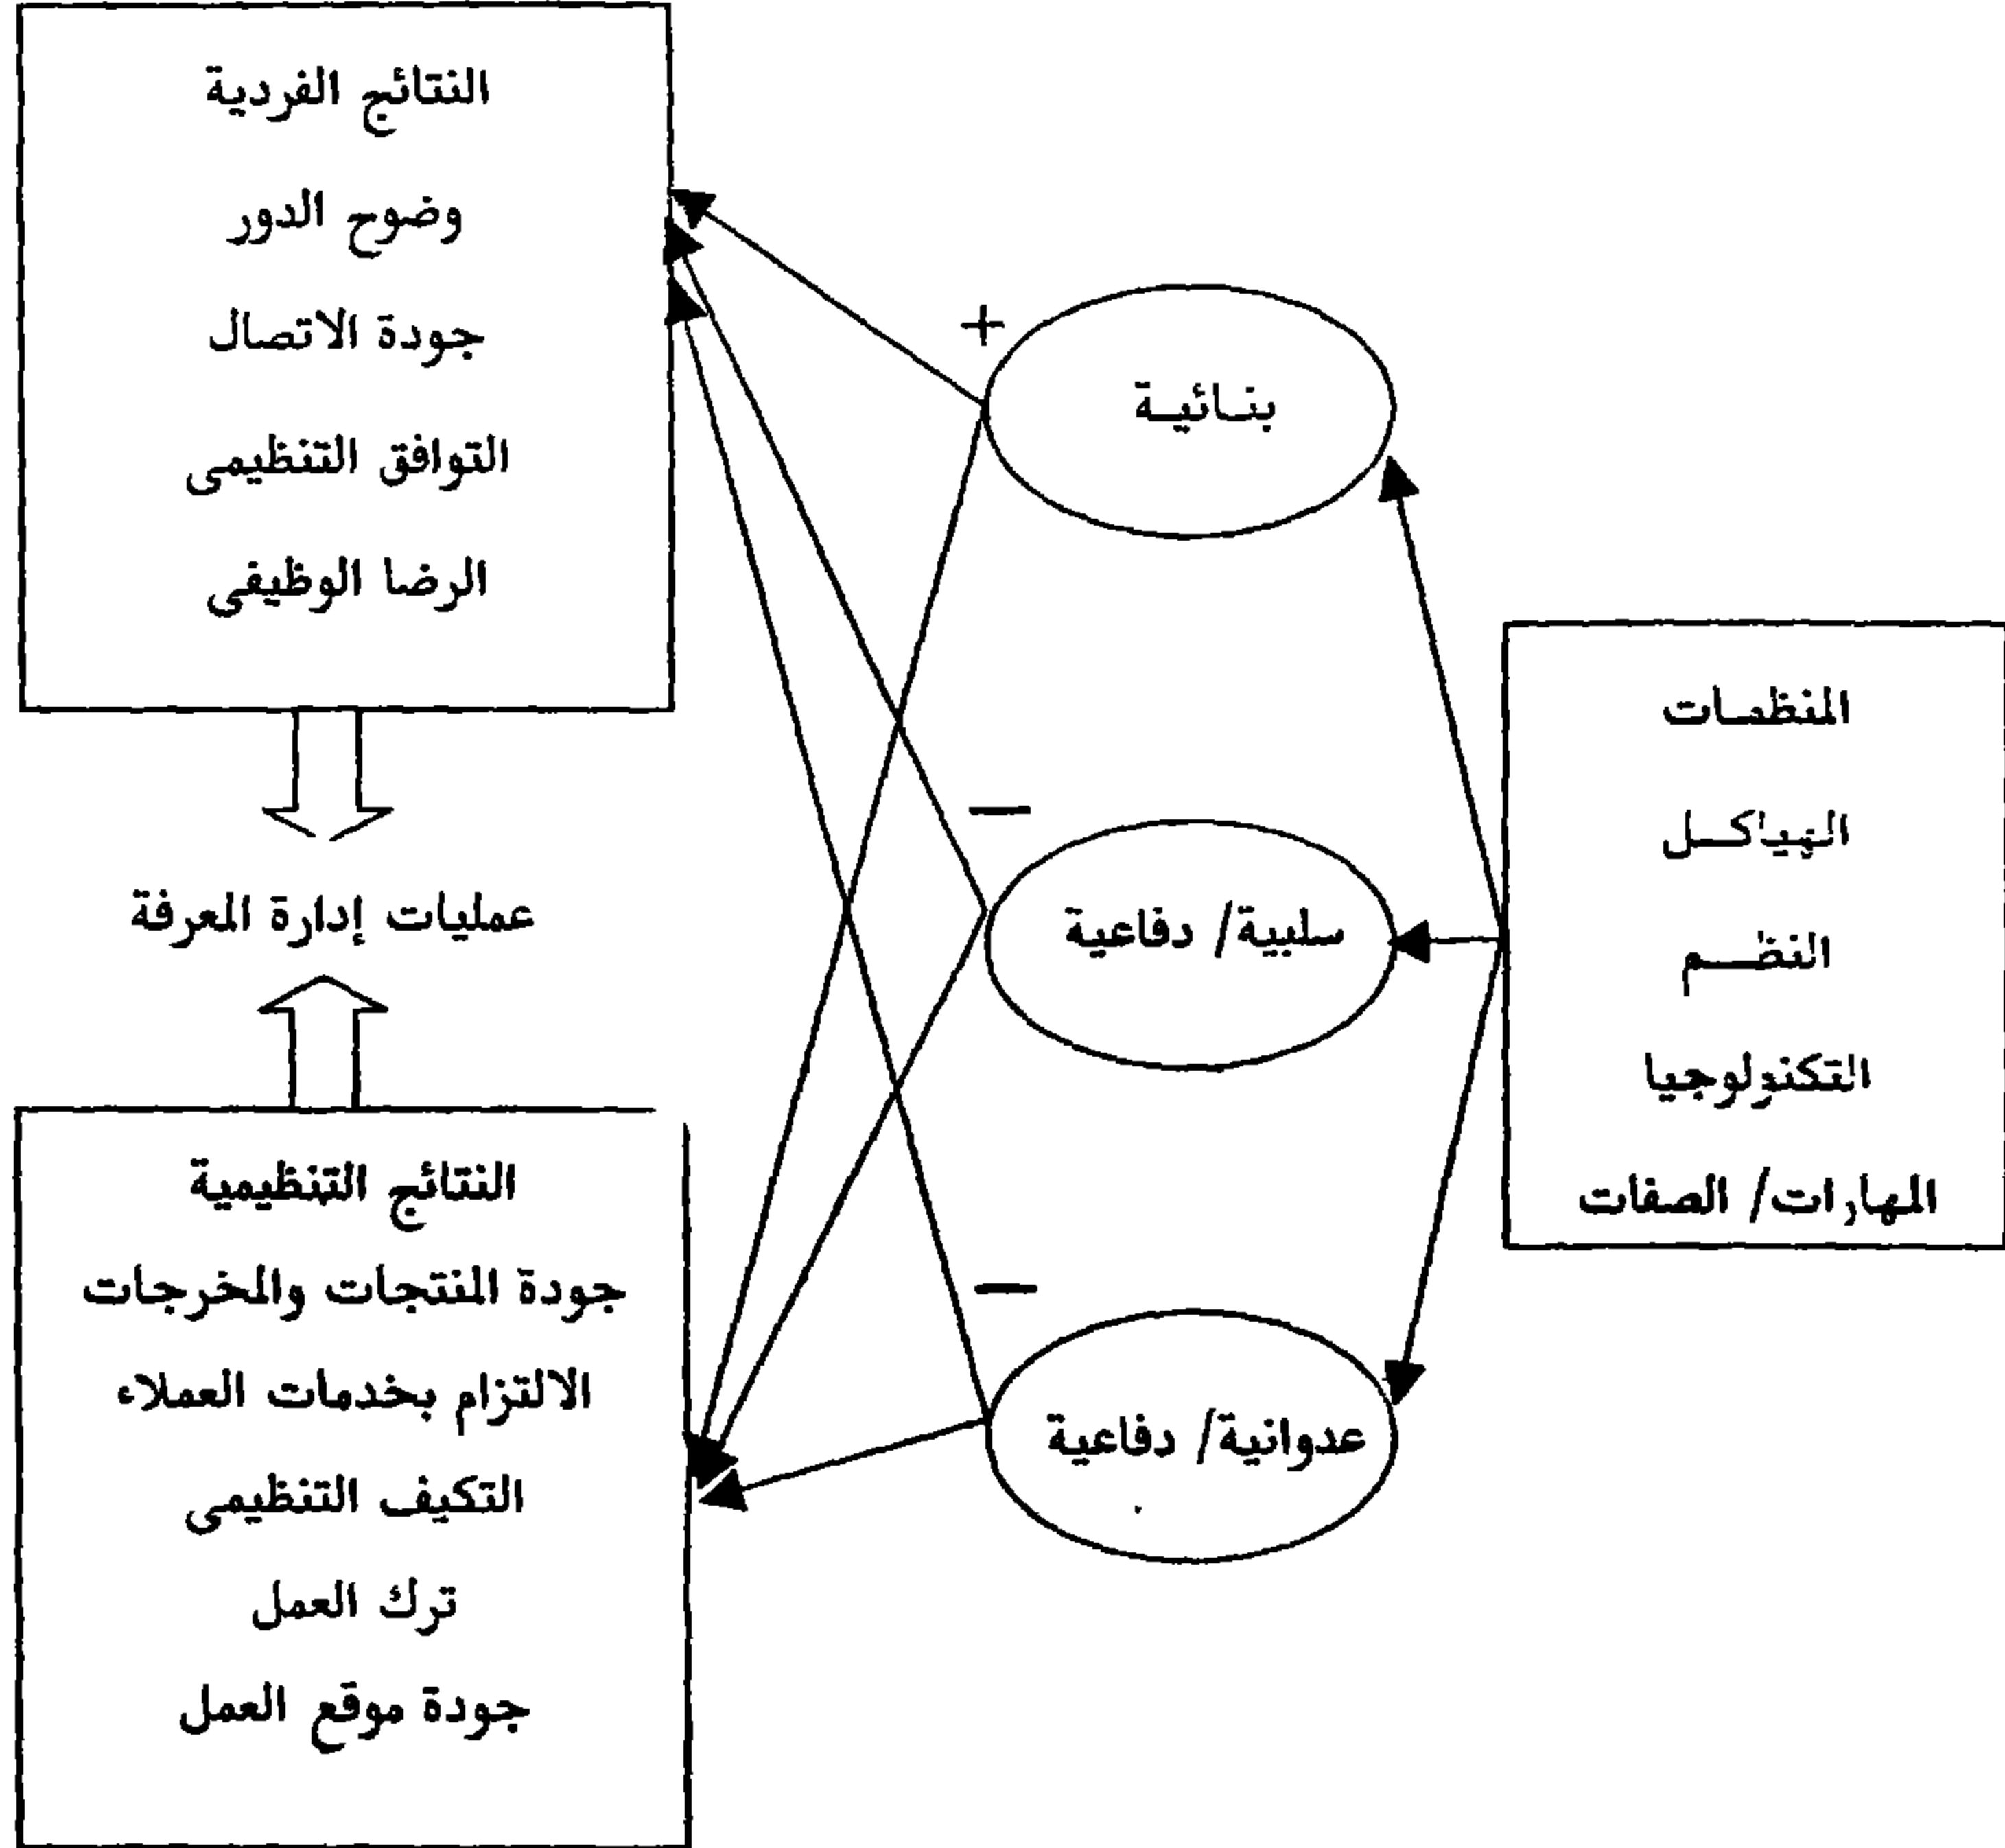 المنظمات
الهياكل
النظم
التكنولوجيا
المهارات/ الصفات
+
بنائية
—
سلبية/ دفاعية
—
عدوانية/ دفاعية
النتائج الفردية
وضوح الدور
جودة الاتصال
التوافق التنظيمى
الرضا الوظيفى
عمليات إدارة المعرفة
النتائج التنظيمية
جودة المنتجات والمخرجات
الالتزام بخدمات العملاء
التكيف التنظيمى
ترك العمل
جودة موقع العمل